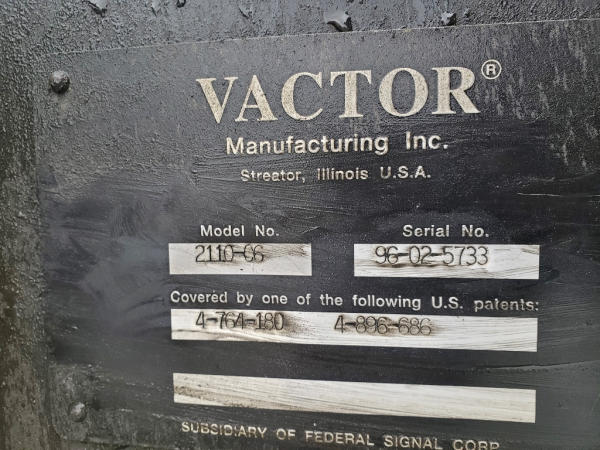 VACTOR®
Manufacturing Inc.
Streator, Illinois U.S.A.
Model No. Serial No.
2110-06 96-02-5733
Covered by one of the following U.S. patents:
4-764-180 4-896-686
SUBSIDIARY OF FEDERAL SIGNAL CORP